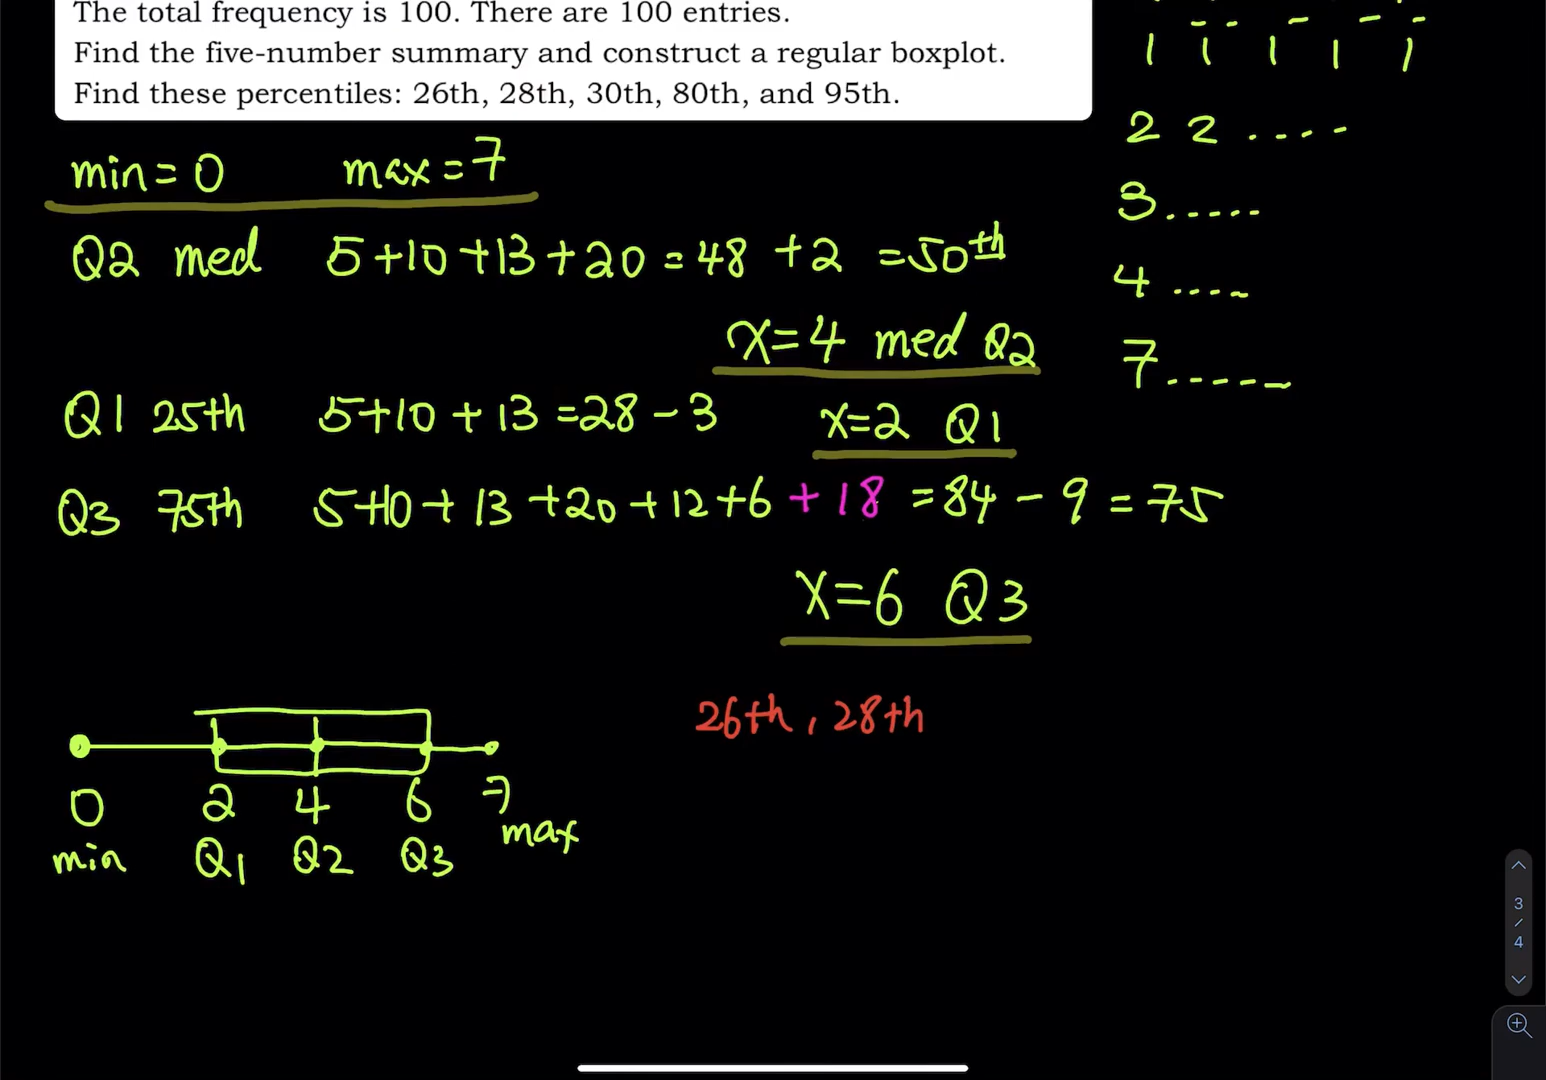 The total frequency is 100. There are 100 entries.
Find the five-number summary and construct a regular boxplot.
Find these percentiles: 26th, 28th, 30th, 80th, and 95th.
1 1 1 1 1
2 2 ....
3.....
4 ....
7.....
min = 0 max = 7
Q2 med 5+10+13+20 = 48 +2 = 50th
x=4 med Q2
Q1 25th 5+10+13 =28 - 3
x=2 Q1
Q3 75th 5+10+13+20+12+6 +18 = 84 - 9 = 75
x=6 Q3
26th, 28th
0 2 4 6 7
min Q1 Q2 Q3 max
3
/
4